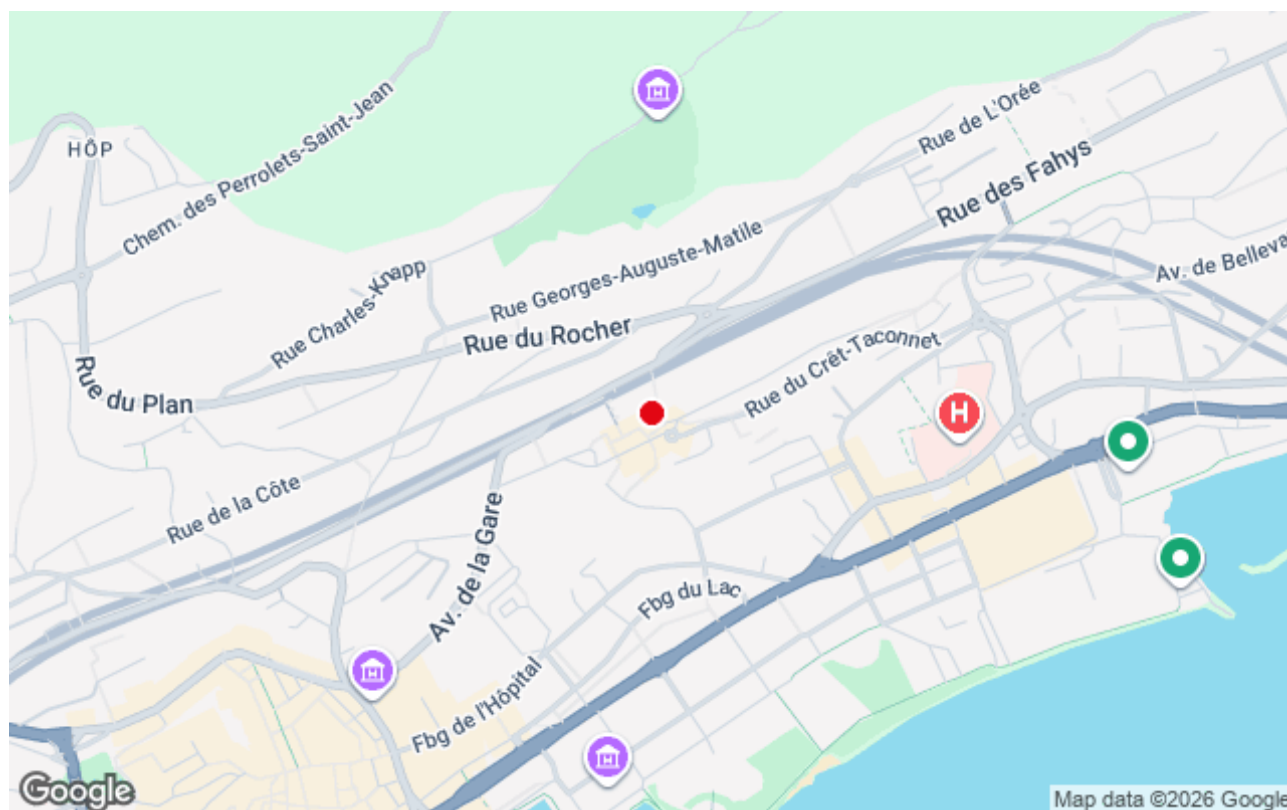 HÔP
Chem. des Perrolets-Saint-Jean
Rue de L'Orée
Rue des Fahys
Rue Georges-Auguste-Matile
Av. de Belleva
Rue Charles-Knapp
Rue du Rocher
Rue du Plan
Rue du Crêt-Taconnet
H
Rue de la Côte
Av. de la Gare
Fbg du Lac
Fbg de l'Hôpital
Google
Map data ©2026 Google